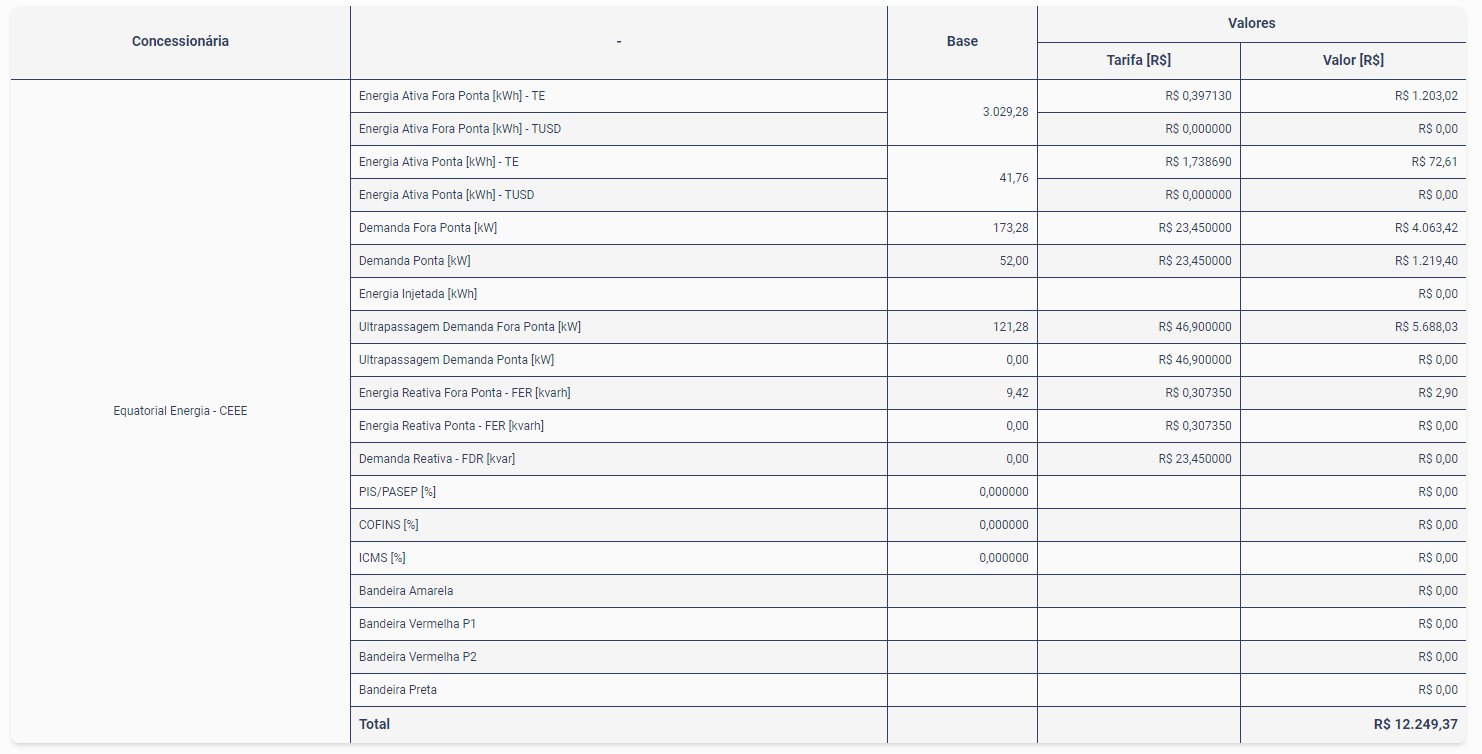 Concessionária - Base Valores
Tarifa [R$] Valor [R$]
Energia Ativa Fora Ponta [kWh] - TE 3.029,28 R$ 0,397130 R$ 1.203,02
Energia Ativa Fora Ponta [kWh] - TUSD R$ 0,000000 R$ 0,00
Energia Ativa Ponta [kWh] - TE 41,76 R$ 1,738690 R$ 72,61
Energia Ativa Ponta [kWh] - TUSD R$ 0,000000 R$ 0,00
Demanda Fora Ponta [kW] 173,28 R$ 23,450000 R$ 4.063,42
Demanda Ponta [kW] 52,00 R$ 23,450000 R$ 1.219,40
Energia Injetada [kWh] R$ 0,00
Ultrapassagem Demanda Fora Ponta [kW] 121,28 R$ 46,900000 R$ 5.688,03
Ultrapassagem Demanda Ponta [kW] 0,00 R$ 46,900000 R$ 0,00
Energia Reativa Fora Ponta - FER [kvarh] 9,42 R$ 0,307350 R$ 2,90
Equatorial Energia - CEEE
Energia Reativa Ponta - FER [kvarh] 0,00 R$ 0,307350 R$ 0,00
Demanda Reativa - FDR [kvar] 0,00 R$ 23,450000 R$ 0,00
PIS/PASEP [%] 0,000000 R$ 0,00
COFINS [%] 0,000000 R$ 0,00
ICMS [%] 0,000000 R$ 0,00
Bandeira Amarela R$ 0,00
Bandeira Vermelha P1 R$ 0,00
Bandeira Vermelha P2 R$ 0,00
Bandeira Preta R$ 0,00
Total R$ 12.249,37